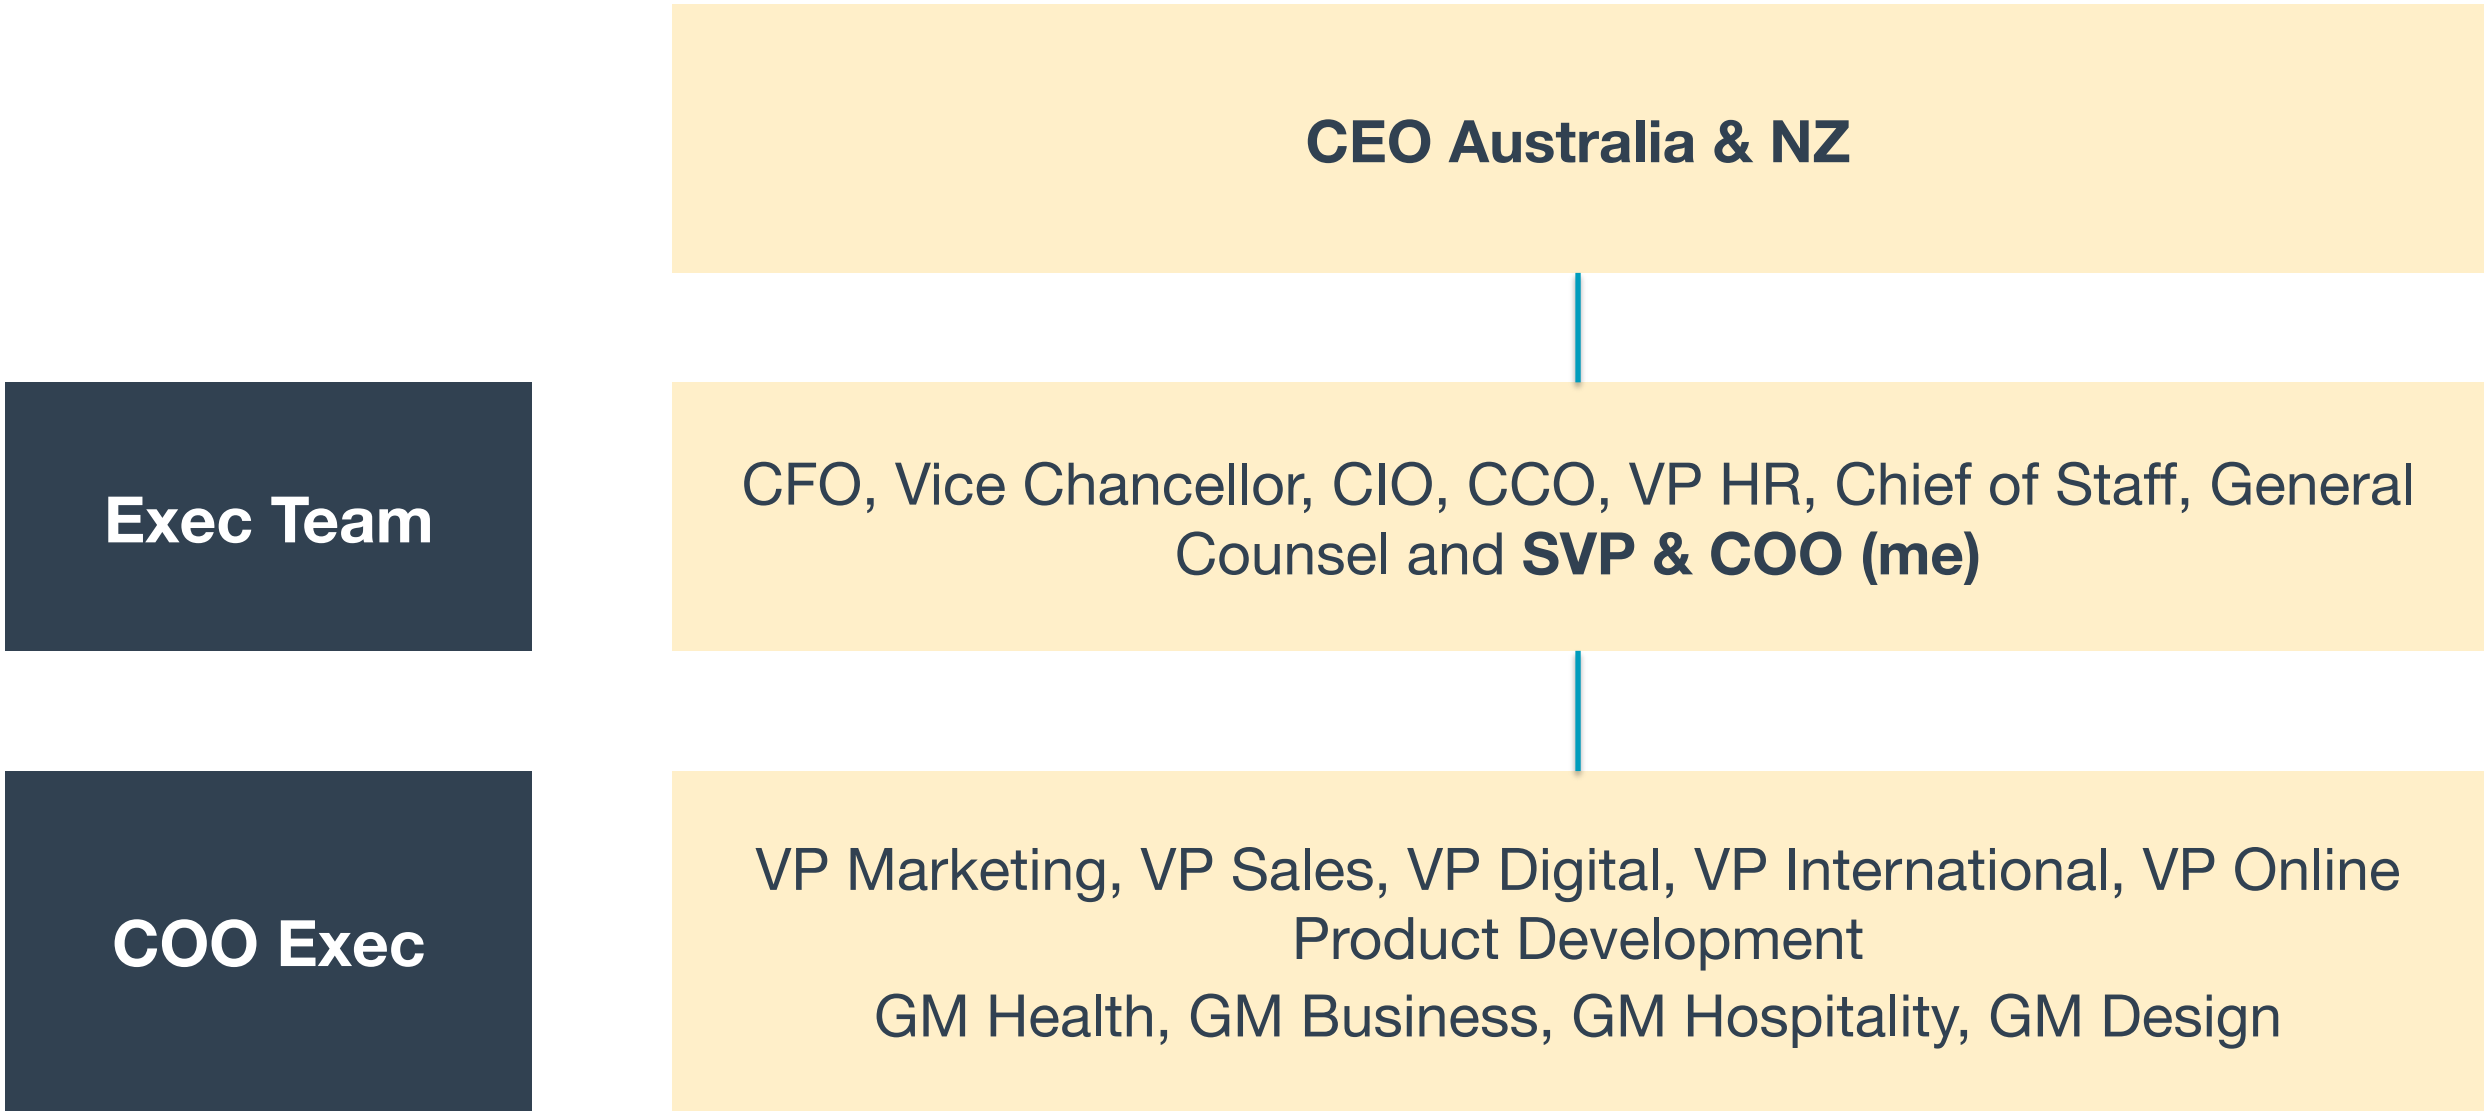 CEO Australia & NZ
Exec Team
CFO, Vice Chancellor, CIO, CCO, VP HR, Chief of Staff, General
Counsel and SVP & COO (me)
COO Exec
VP Marketing, VP Sales, VP Digital, VP International, VP Online
Product Development
GM Health, GM Business, GM Hospitality, GM Design